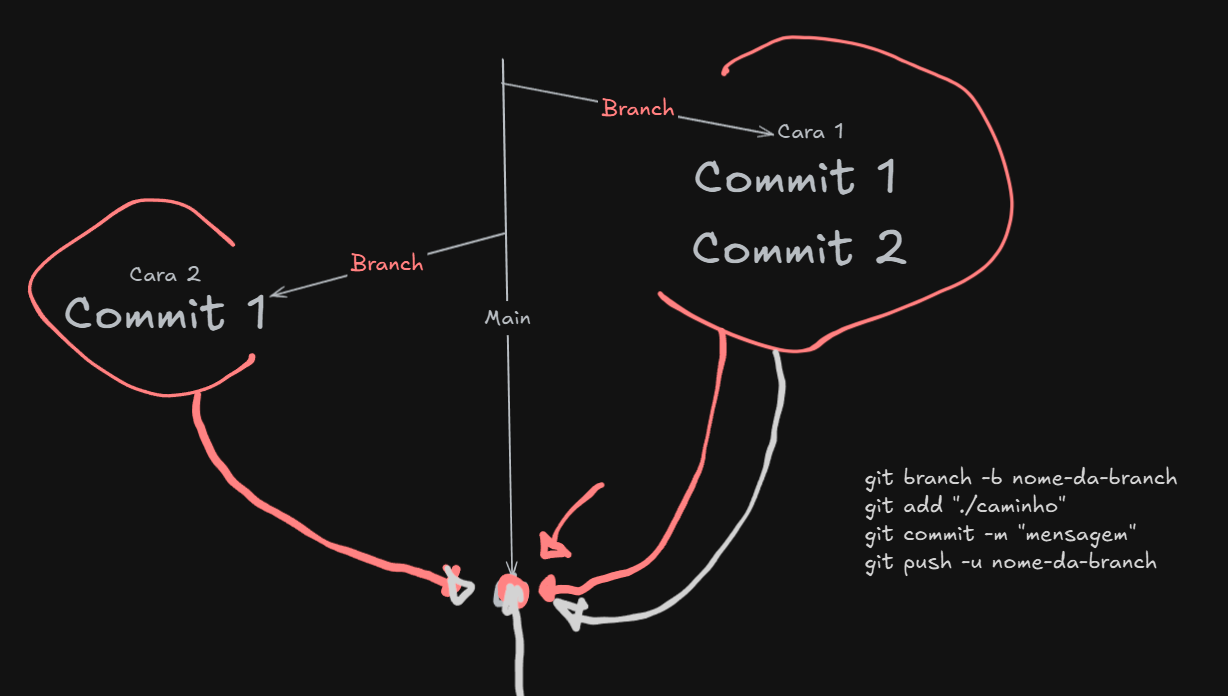 Branch
Cara 1
Commit 1
Commit 2
Branch
Cara 2
Commit 1
Main
git branch -b nome-da-branch
git add "./caminho"
git commit -m "mensagem"
git push -u nome-da-branch